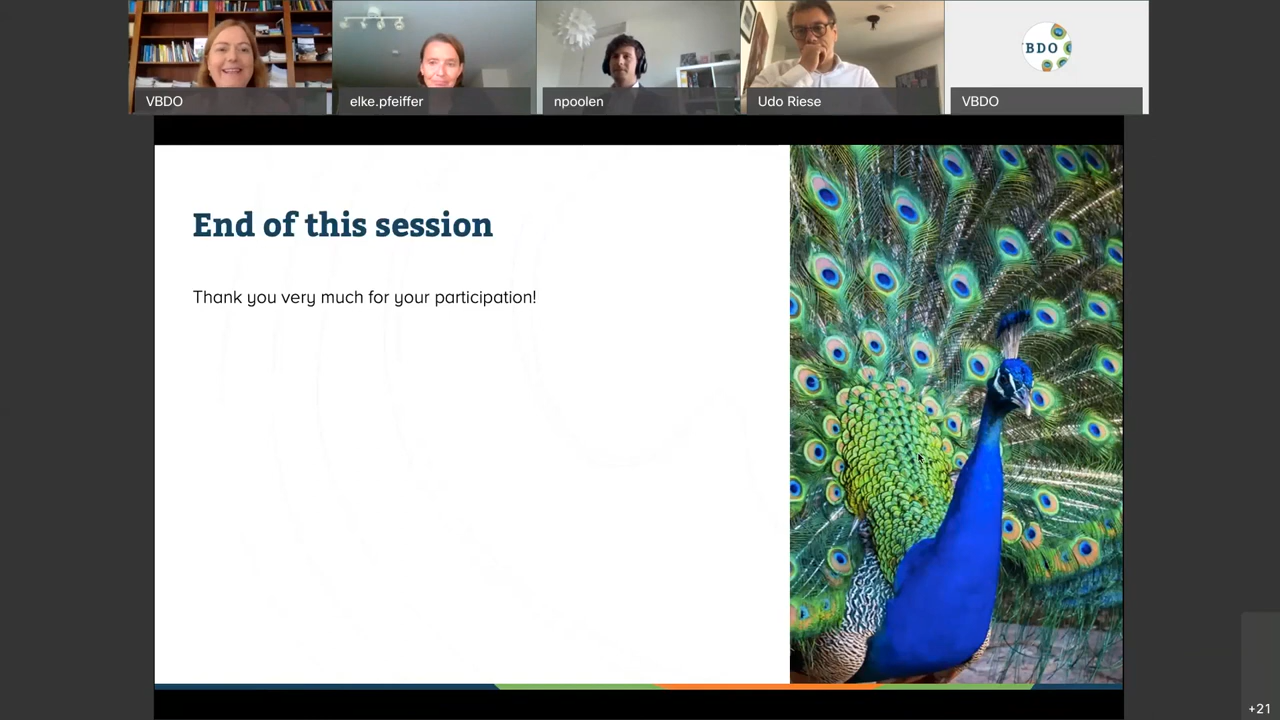 VBDO
elke.pfeiffer
npoolen
Udo Riese
BDO
VBDO
End of this session
Thank you very much for your participation!
+21